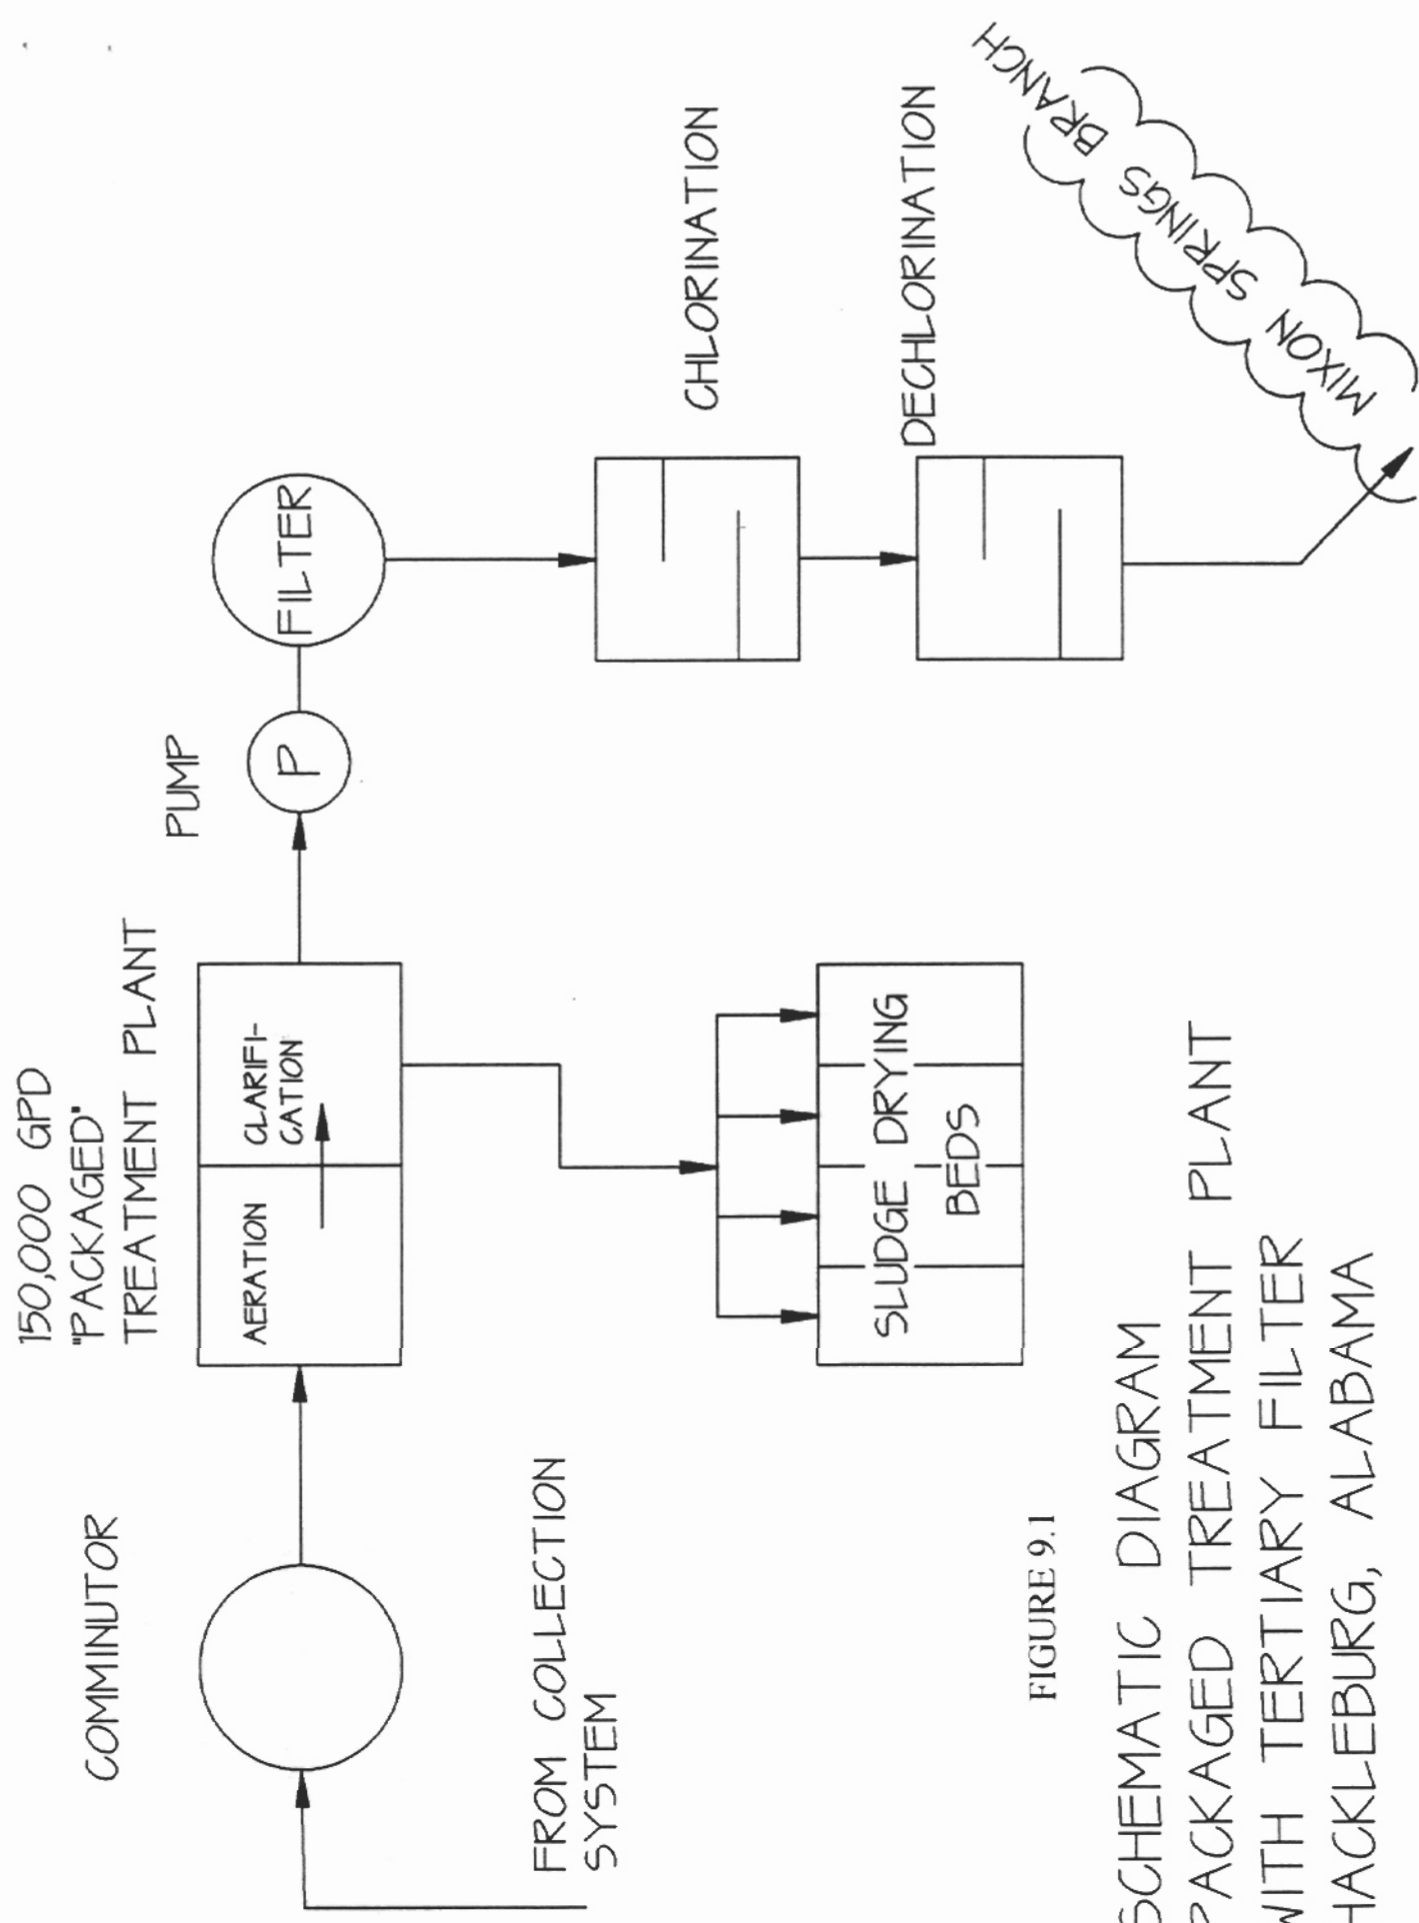 150,000 GPD
"PACKAGED"
TREATMENT PLANT
COMMINUTOR
PUMP
AERATION
CLARIFI-
CATION
P
FILTER
FROM COLLECTION
SYSTEM
CHLORINATION
SLUDGE DRYING
BEDS
DECHLORINATION
MIXON SPRINGS BRANCH
FIGURE 9.1
SCHEMATIC DIAGRAM
PACKAGED TREATMENT PLANT
WITH TERTIARY FILTER
HACKLEBURG, ALABAMA